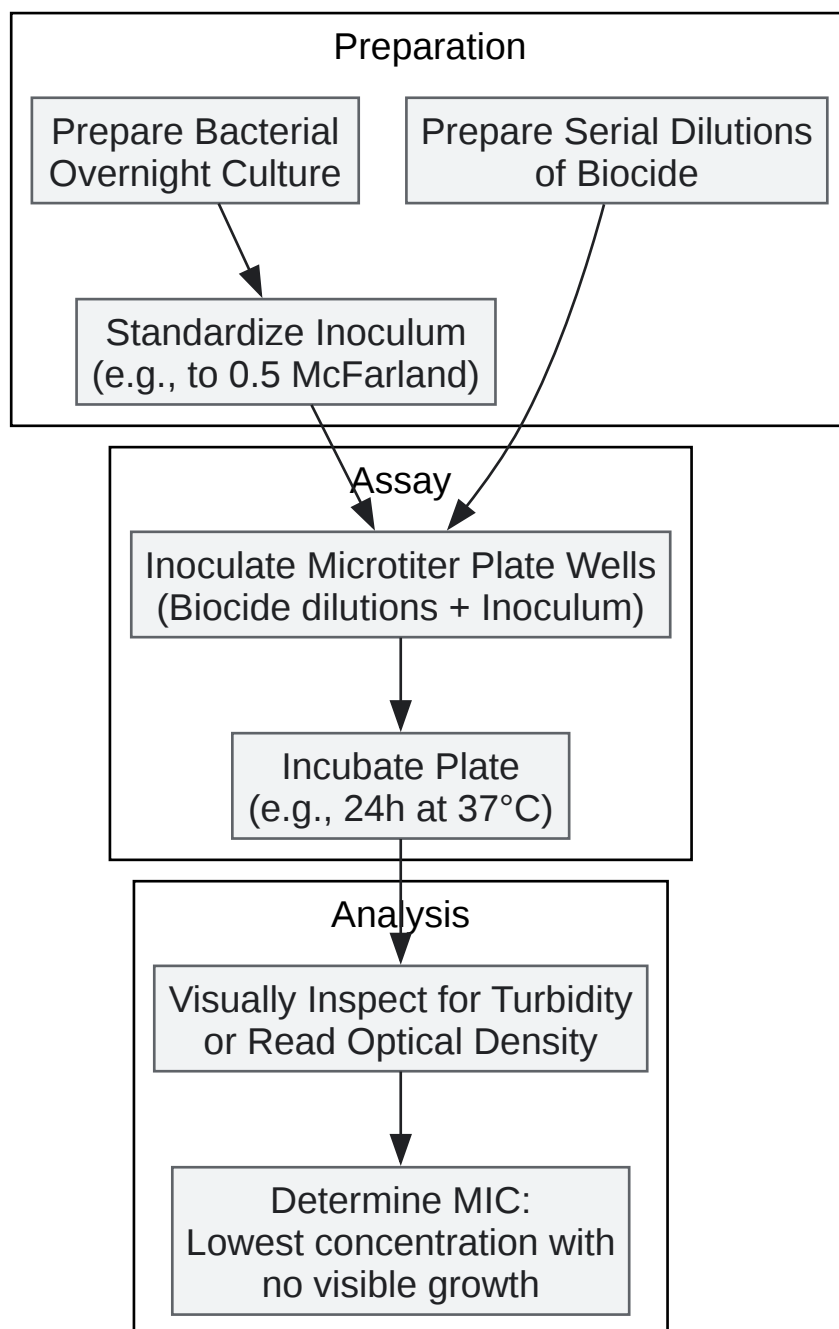 Preparation
Prepare Bacterial
Overnight Culture
Prepare Serial Dilutions
of Biocide
Standardize Inoculum
(e.g., to 0.5 McFarland)
Assay
Inoculate Microtiter Plate Wells
(Biocide dilutions + Inoculum)
Incubate Plate
(e.g., 24h at 37°C)
Analysis
Visually Inspect for Turbidity
or Read Optical Density
Determine MIC:
Lowest concentration with
no visible growth